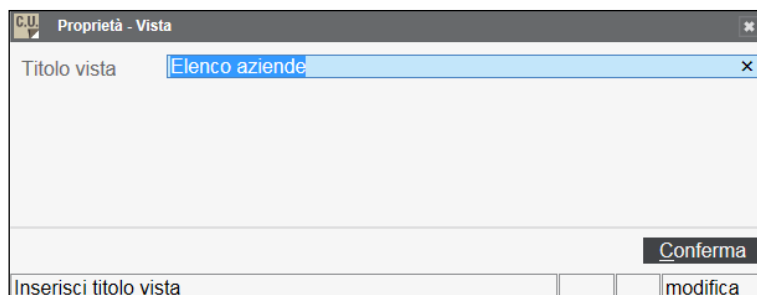 C.U. Proprietà - Vista
Titolo vista Elenco aziende
Conferma
Inserisci titolo vista modifica